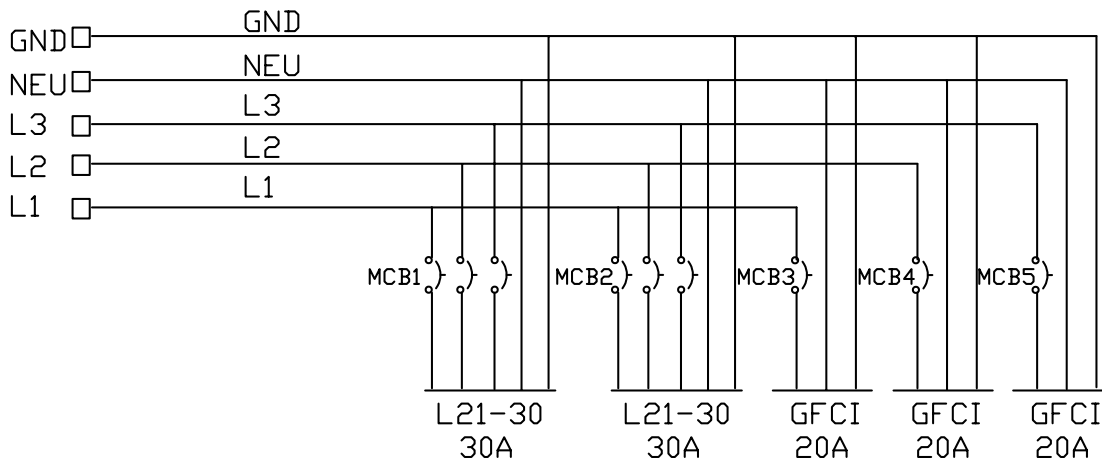 GND
GND
NEU
NEU
L3
L3
L2
L2
L1
L1
MCB1 MCB2 MCB3 MCB4 MCB5
L21-30 L21-30 GFCI GFCI GFCI
30A 30A 20A 20A 20A